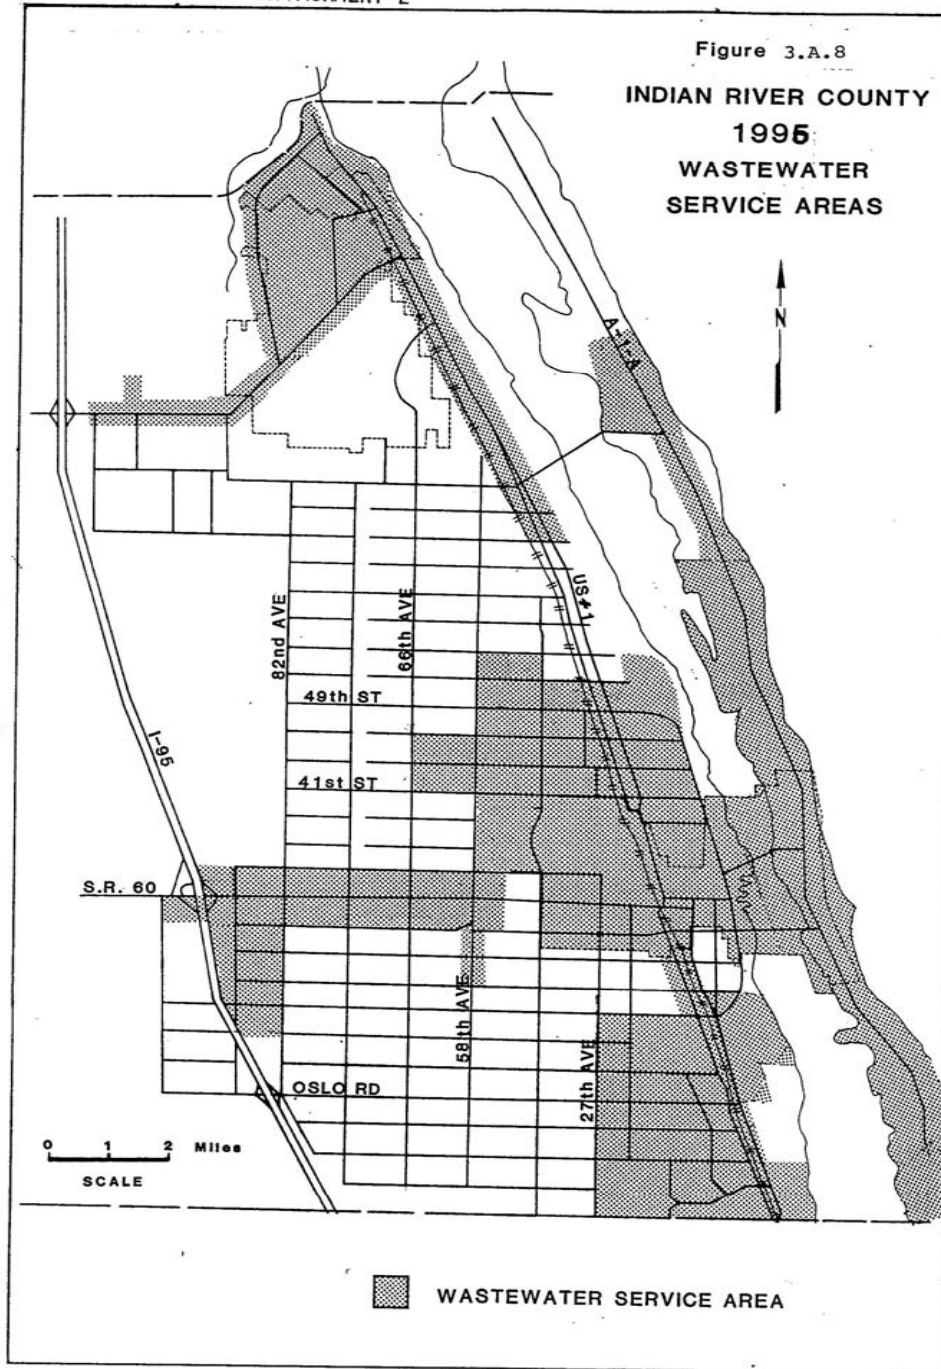 Figure 3.A.8
INDIAN RIVER COUNTY
1995
WASTEWATER
SERVICE AREAS
N
A-1-A
US#1
82nd AVE
66th AVE
49th ST
I-95
41st ST
S.R. 60
58th AVE
27th AVE
OSLO RD
0 1 2 Miles
SCALE
WASTEWATER SERVICE AREA